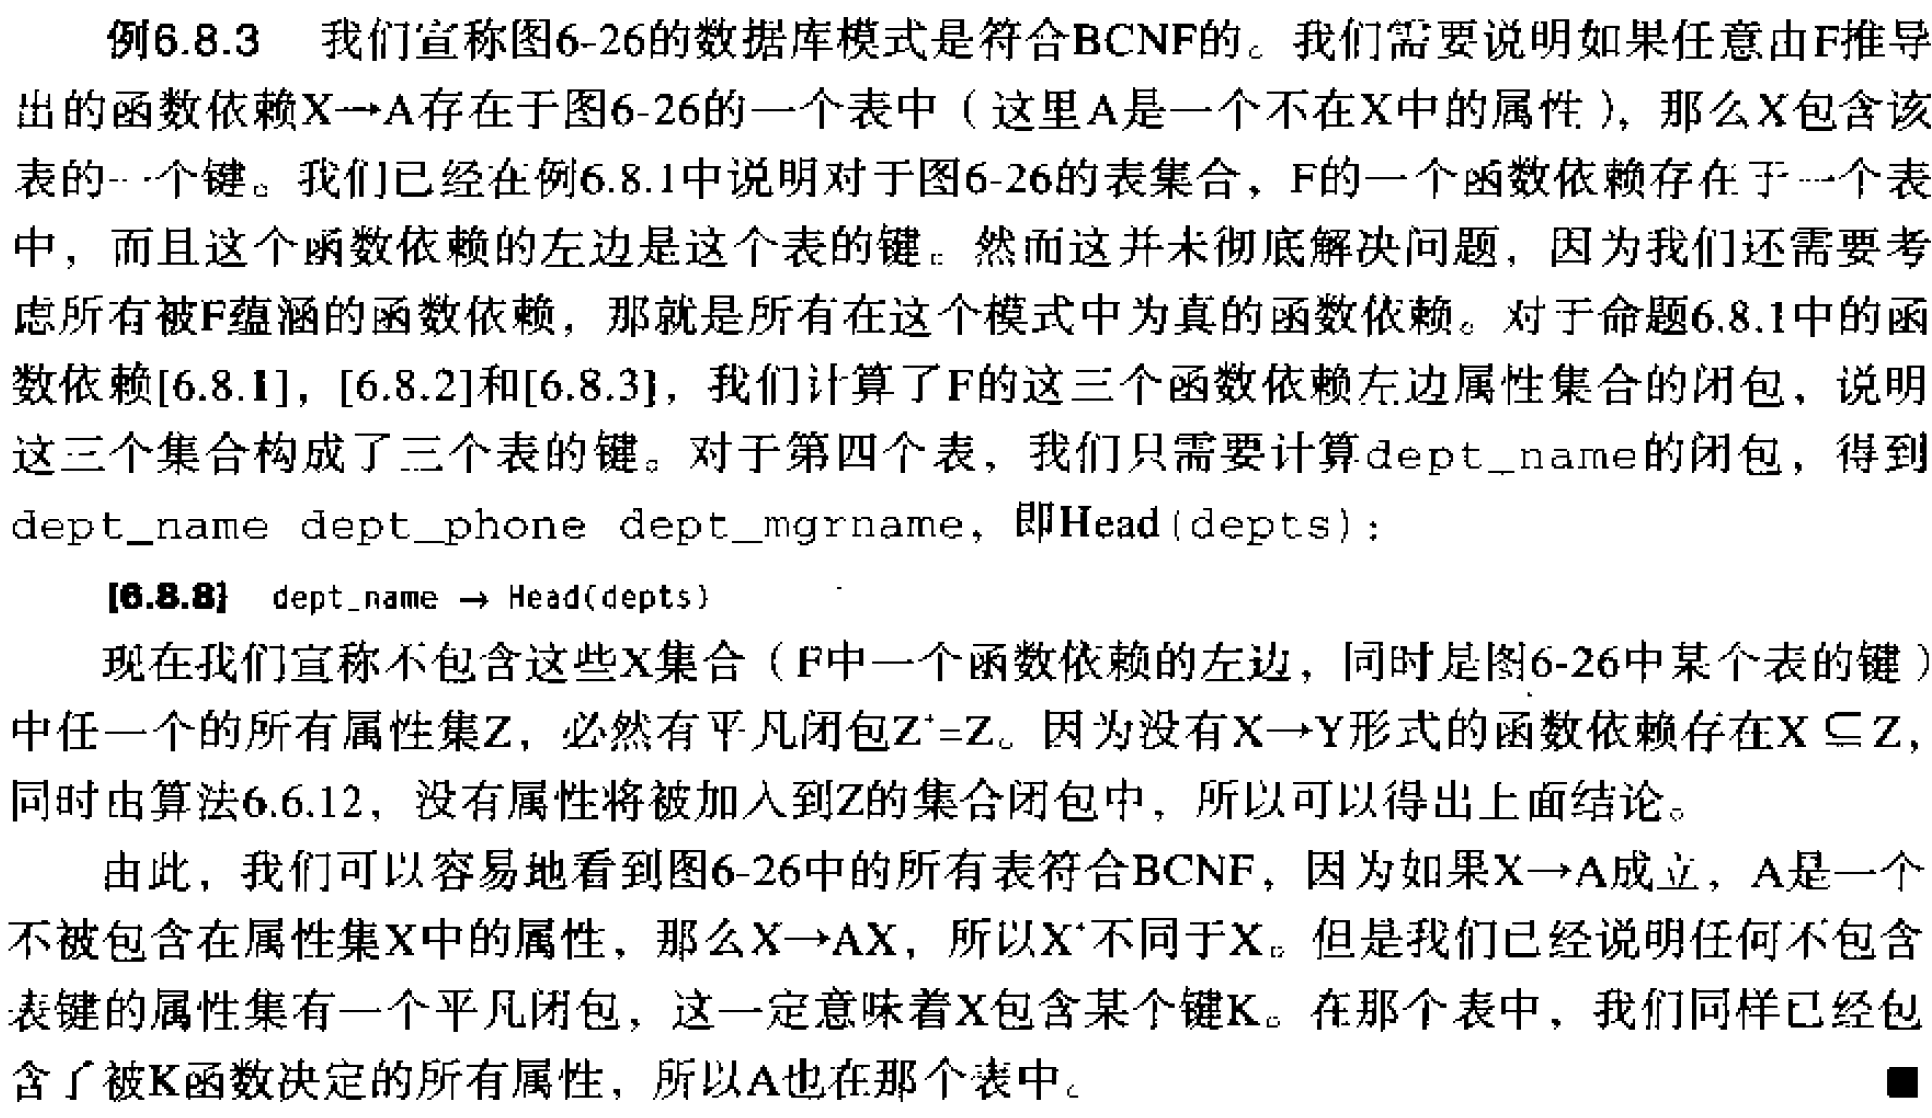 例6.8.3 我们宣称图6-26的数据库模式是符合BCNF的。我们需要说明如果任意由F推导
出的函数依赖X→A存在于图6-26的一个表中（这里A是一个不在X中的属性），那么X包含该
表的一个键。我们已经在例6.8.1中说明对于图6-26的表集合，F的一个函数依赖存在于一个表
中，而且这个函数依赖的左边是这个表的键。然而这并未彻底解决问题，因为我们还需要考
虑所有被F蕴涵的函数依赖，那就是所有在这个模式中为真的函数依赖。对于命题6.8.1中的函
数依赖[6.8.1]，[6.8.2]和[6.8.3]，我们计算了F的这三个函数依赖左边属性集合的闭包，说明
这三个集合构成了三个表的键。对于第四个表，我们只需要计算dept_name的闭包，得到
dept_name dept_phone dept_mgrname，即Head(depts)：
[6.8.8] dept_name → Head(depts)
现在我们宣称不包含这些X集合（F中一个函数依赖的左边，同时是图6-26中某个表的键）
中任一个的所有属性集Z，必然有平凡闭包Z⁺=Z。因为没有X→Y形式的函数依赖存在X⊆Z，
同时由算法6.6.12，没有属性将被加入到Z的集合闭包中，所以可以得出上面结论。
由此，我们可以容易地看到图6-26中的所有表符合BCNF，因为如果X→A成立，A是一个
不被包含在属性集X中的属性，那么X→AX，所以X⁺不同于X。但是我们已经说明任何不包含
表键的属性集有一个平凡闭包，这一定意味着X包含某个键K。在那个表中，我们同样已经包
含了被K函数决定的所有属性，所以A也在那个表中。 ■